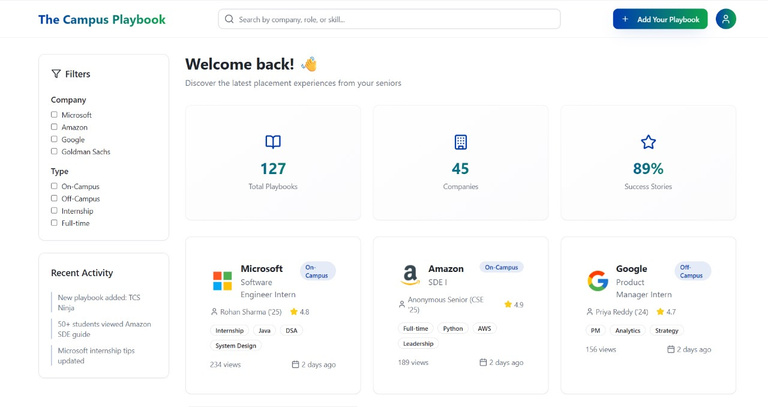 The Campus Playbook
Search by company, role, or skill...
+ Add Your Playbook
Filters
Company
Microsoft
Amazon
Google
Goldman Sachs
Type
On-Campus
Off-Campus
Internship
Full-time
Recent Activity
New playbook added: TCS
Ninja
50+ students viewed Amazon
SDE guide
Microsoft internship tips
updated
Welcome back! 👋
Discover the latest placement experiences from your seniors
127
Total Playbooks
45
Companies
89%
Success Stories
Microsoft
On-
Campus
Software
Engineer Intern
Rohan Sharma ('25) 4.8
Internship Java DSA
System Design
234 views 2 days ago
Amazon On-Campus
SDE I
Anonymous Senior (CSE
'25) 4.9
Full-time Python AWS
Leadership
189 views 2 days ago
Google
Off-
Campus
Product
Manager Intern
Priya Reddy ('24) 4.7
PM Analytics Strategy
156 views 2 days ago